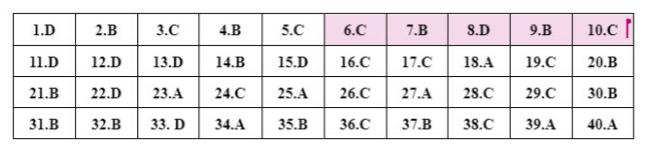 1.D 2.B 3.C 4.B 5.C 6.C 7.B 8.D 9.B 10.C
11.D 12.D 13.D 14.B 15.D 16.C 17.C 18.A 19.C 20.B
21.B 22.D 23.A 24.C 25.A 26.C 27.A 28.C 29.C 30.B
31.B 32.B 33. D 34.A 35.B 36.C 37.B 38.C 39.A 40.A